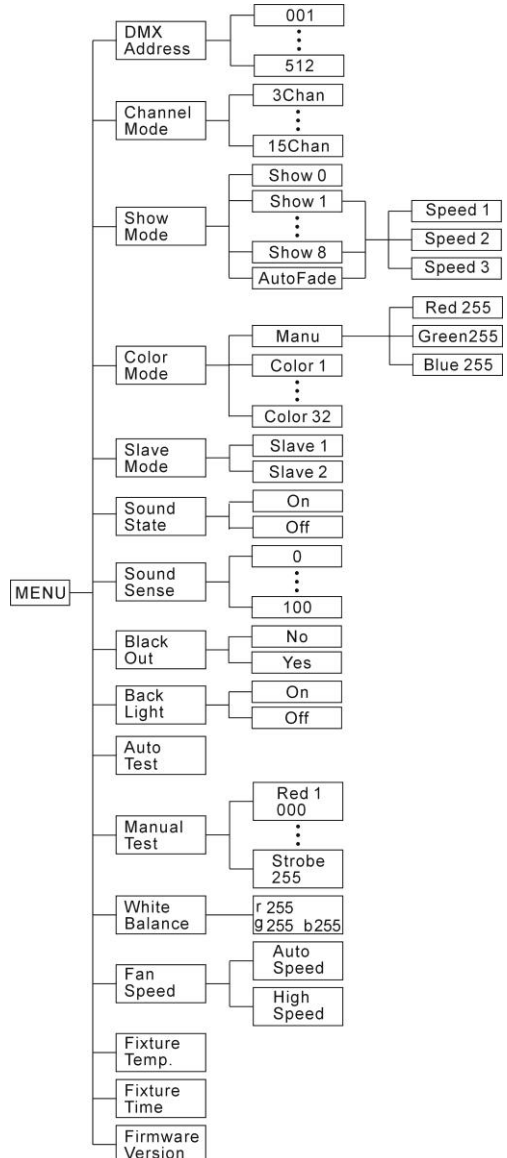 MENU
DMX
Address
001
512
Channel
Mode
3Chan
15Chan
Show
Mode
Show 0
Show 1
Show 8
AutoFade
Speed 1
Speed 2
Speed 3
Color
Mode
Manu
Color 1
Color 32
Red 255
Green255
Blue 255
Slave
Mode
Slave 1
Slave 2
Sound
State
On
Off
Sound
Sense
0
100
Black
Out
No
Yes
Back
Light
On
Off
Auto
Test
Manual
Test
Red 1
000
Strobe
255
White
Balance
r 255
g 255 b255
Fan
Speed
Auto
Speed
High
Speed
Fixture
Temp.
Fixture
Time
Firmware
Version